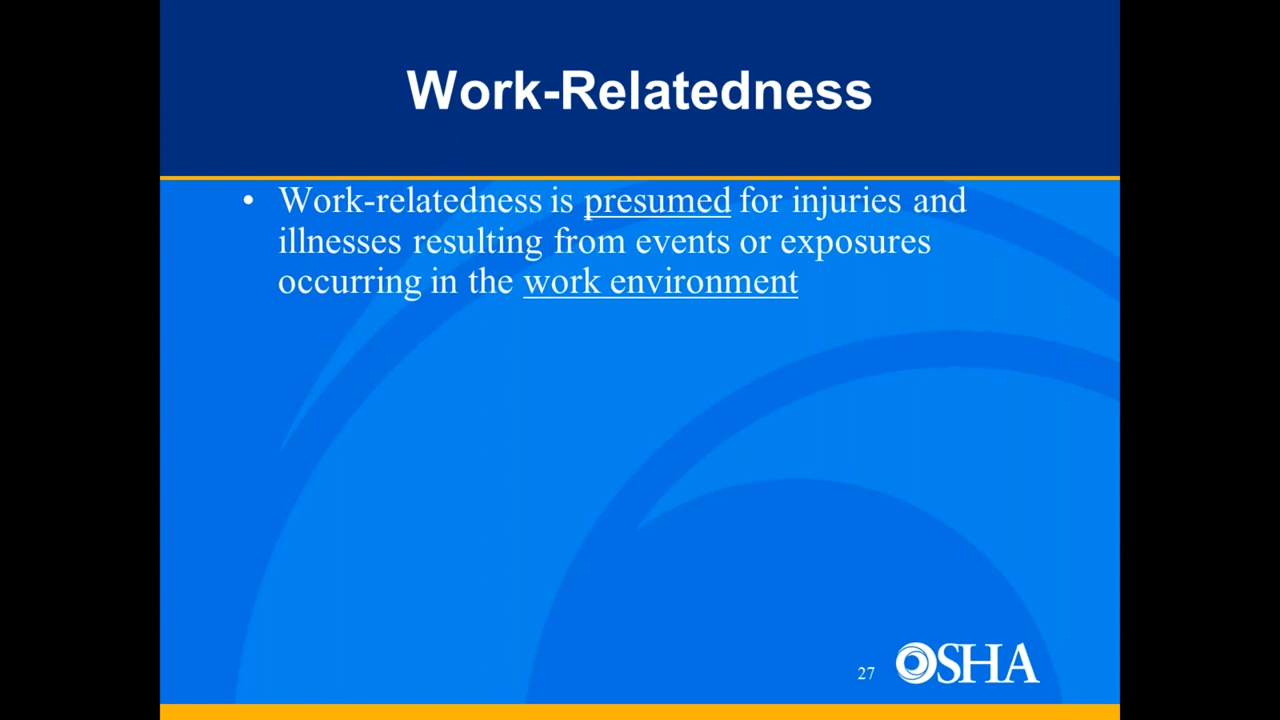 Work-Relatedness
• Work-relatedness is presumed for injuries and
illnesses resulting from events or exposures
occurring in the work environment
27
OSHA